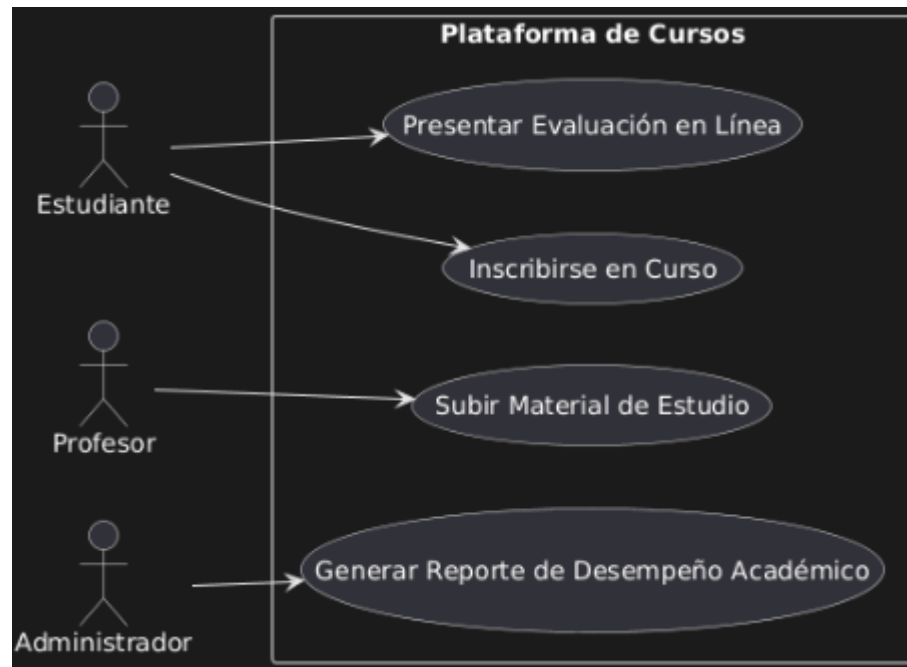 Plataforma de Cursos
Presentar Evaluación en Línea
Estudiante
Inscribirse en Curso
Subir Material de Estudio
Profesor
Generar Reporte de Desempeño Académico
Administrador